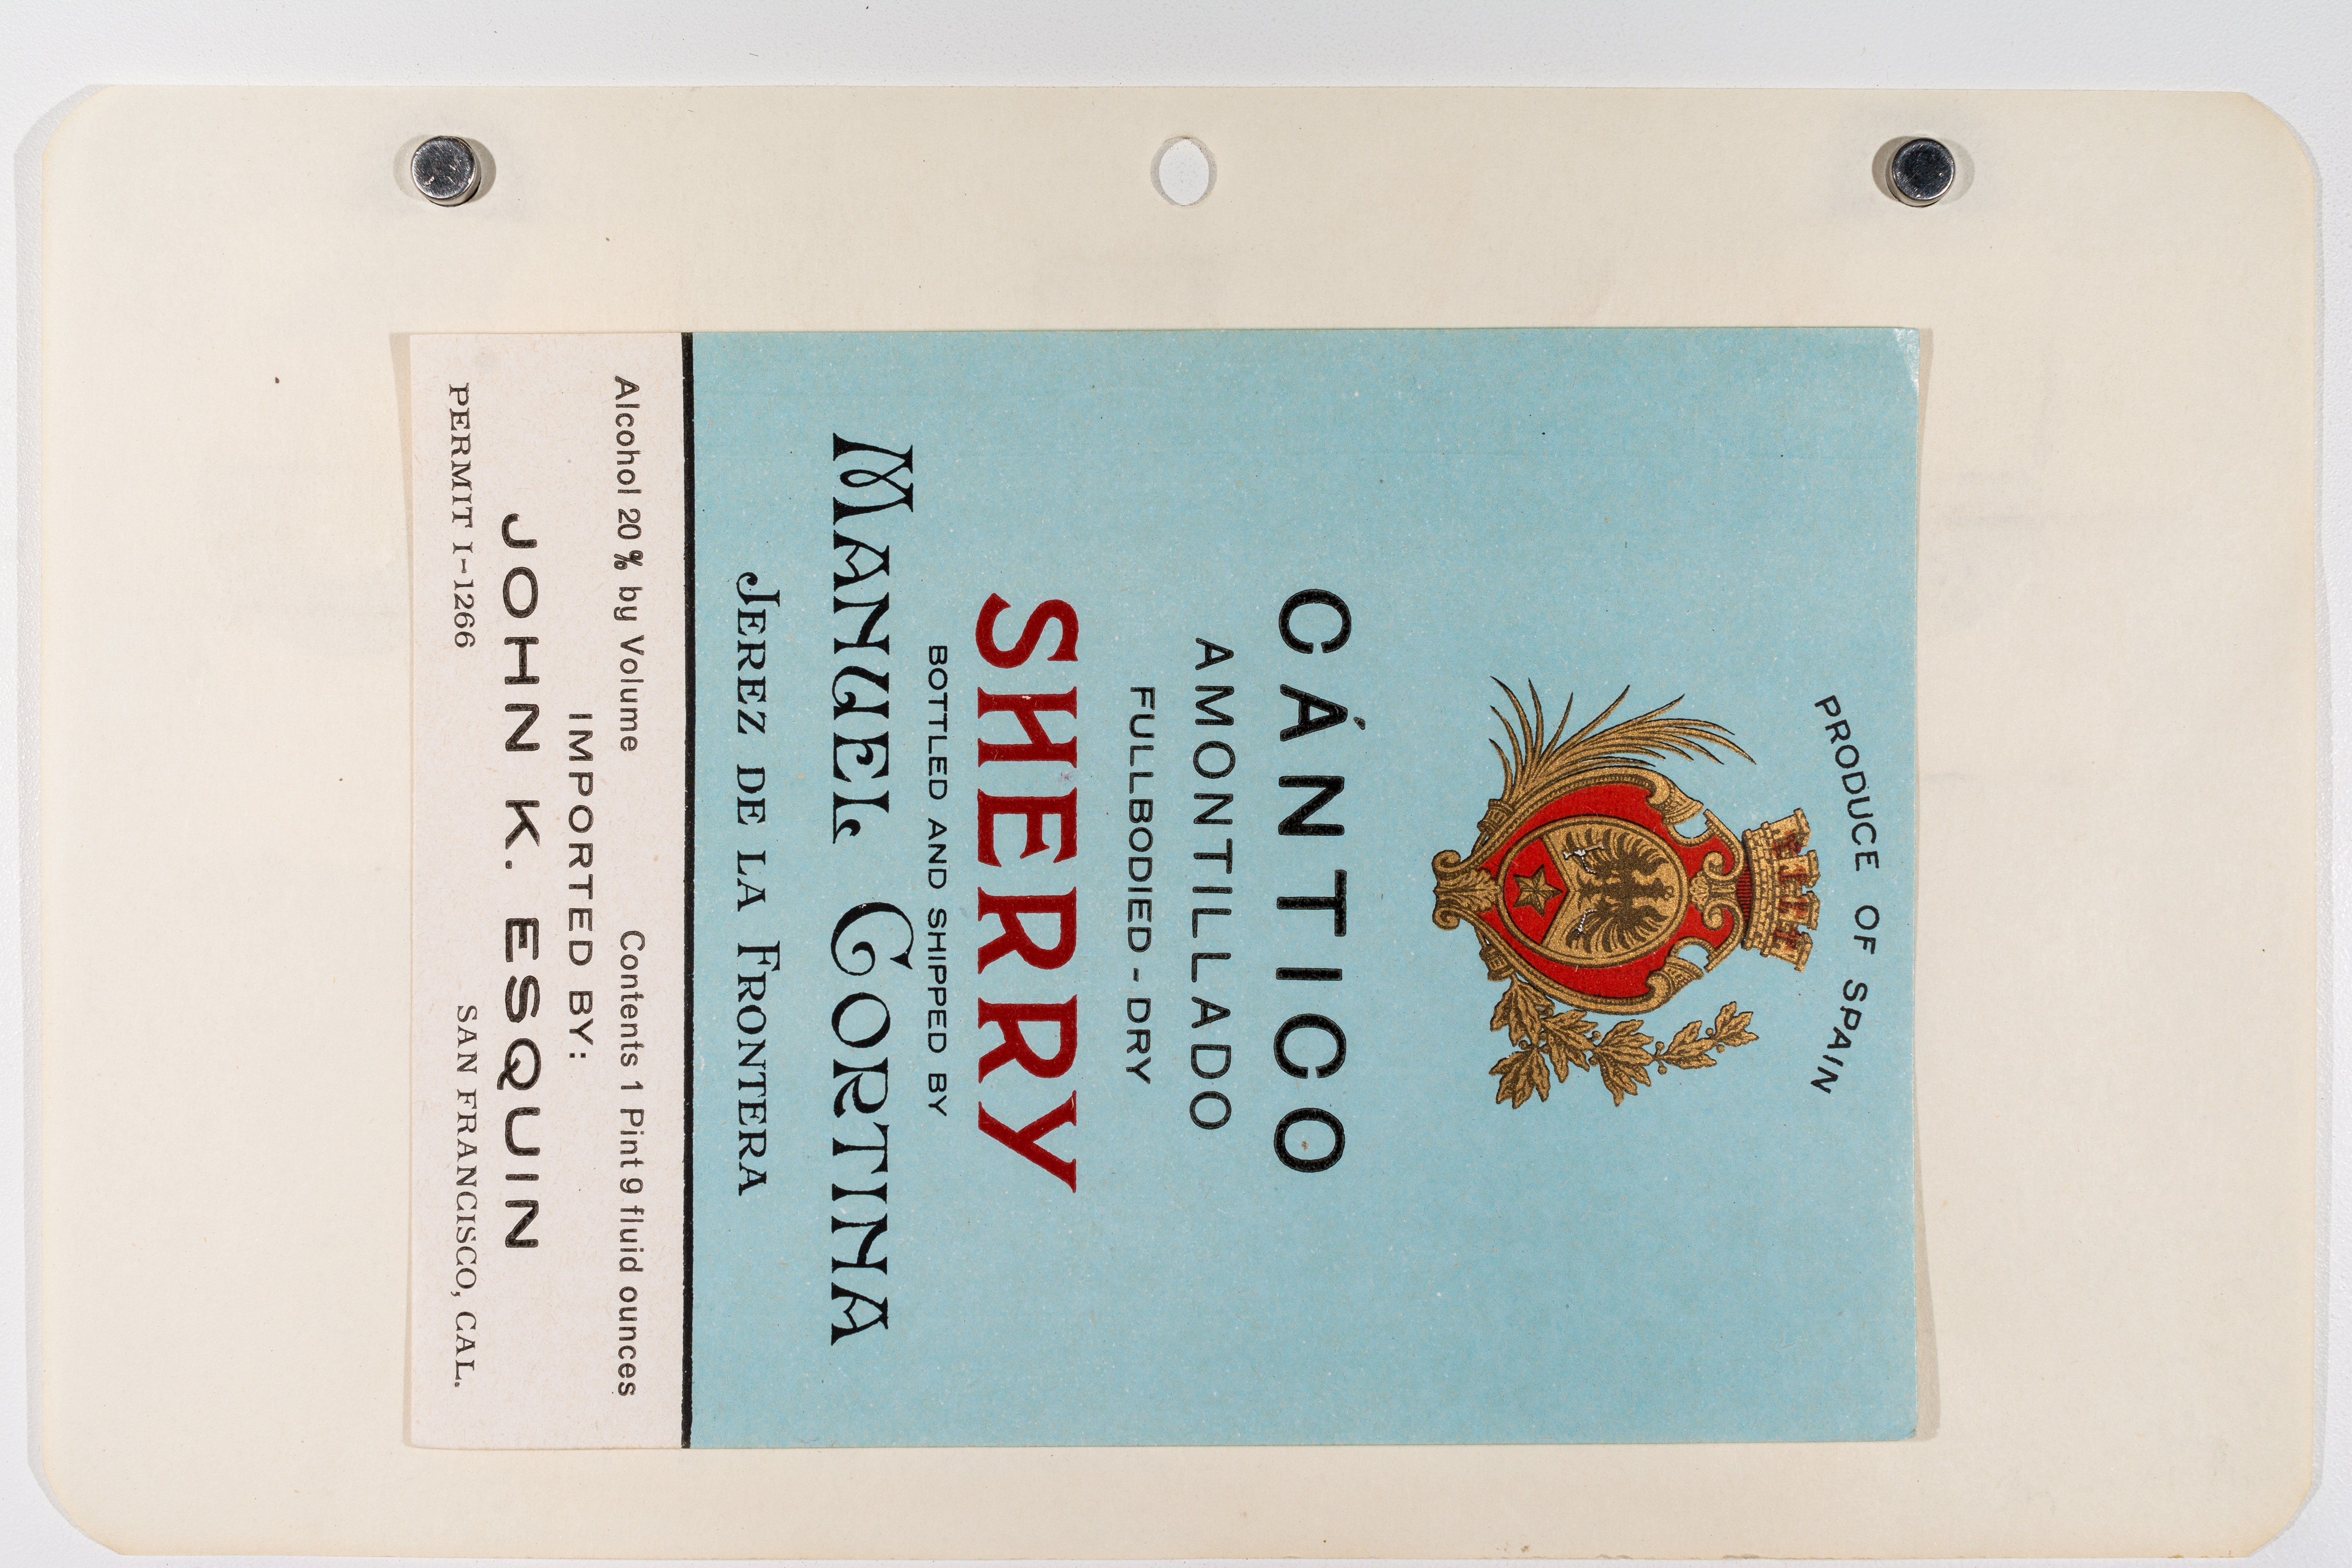 PRODUCE OF SPAIN
CÁNTICO
AMONTILLADO
FULLBODIED - DRY
SHERRY
BOTTLED AND SHIPPED BY
MANUEL CORTINA
JEREZ DE LA FRONTERA
Alcohol 20 % by Volume Contents 1 Pint 9 fluid ounces
IMPORTED BY:
JOHN K. ESQUIN
PERMIT I-1266 SAN FRANCISCO, CAL.